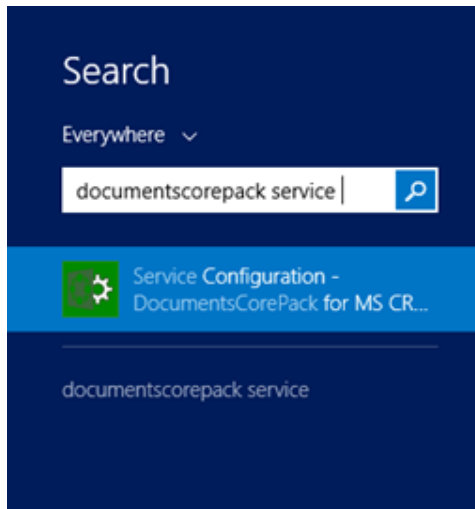 Search
Everywhere
documentscorepack service
Service Configuration -
DocumentsCorePack for MS CR...
documentscorepack service